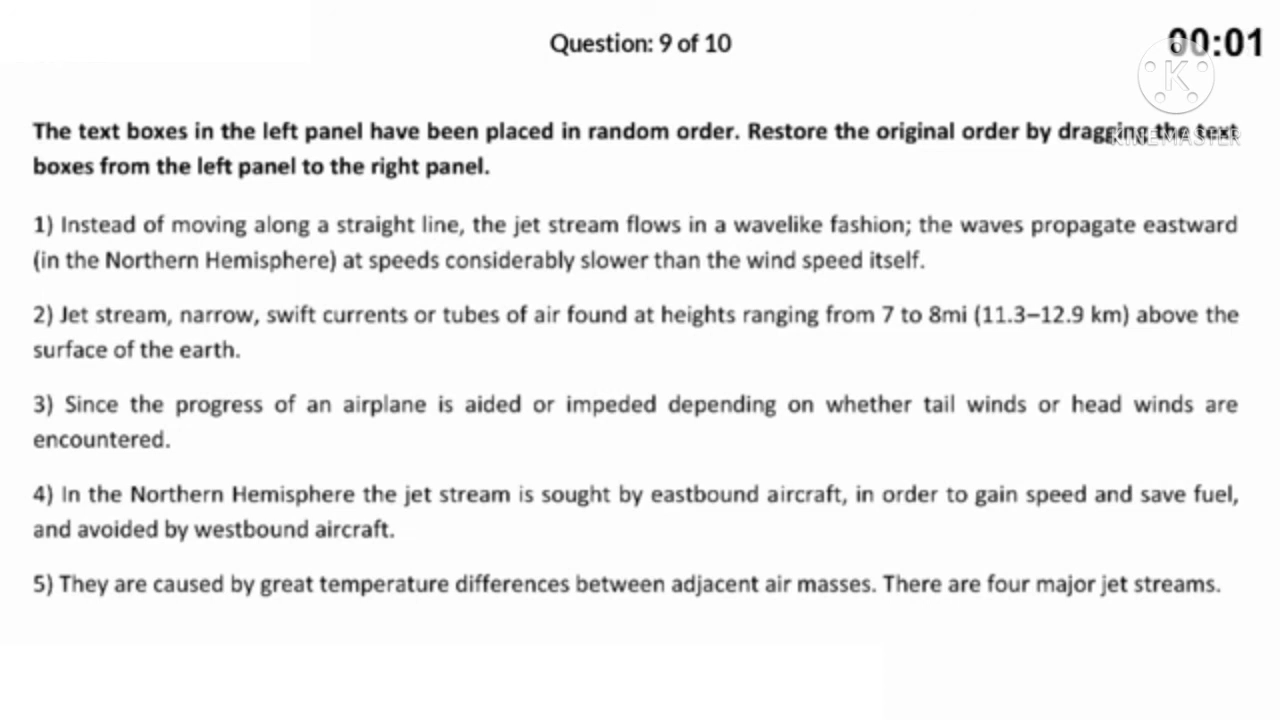 Question: 9 of 10
00:01
K
KINEMASTER
The text boxes in the left panel have been placed in random order. Restore the original order by dragging the text
boxes from the left panel to the right panel.
1) Instead of moving along a straight line, the jet stream flows in a wavelike fashion; the waves propagate eastward
(in the Northern Hemisphere) at speeds considerably slower than the wind speed itself.
2) Jet stream, narrow, swift currents or tubes of air found at heights ranging from 7 to 8mi (11.3–12.9 km) above the
surface of the earth.
3) Since the progress of an airplane is aided or impeded depending on whether tail winds or head winds are
encountered.
4) In the Northern Hemisphere the jet stream is sought by eastbound aircraft, in order to gain speed and save fuel,
and avoided by westbound aircraft.
5) They are caused by great temperature differences between adjacent air masses. There are four major jet streams.